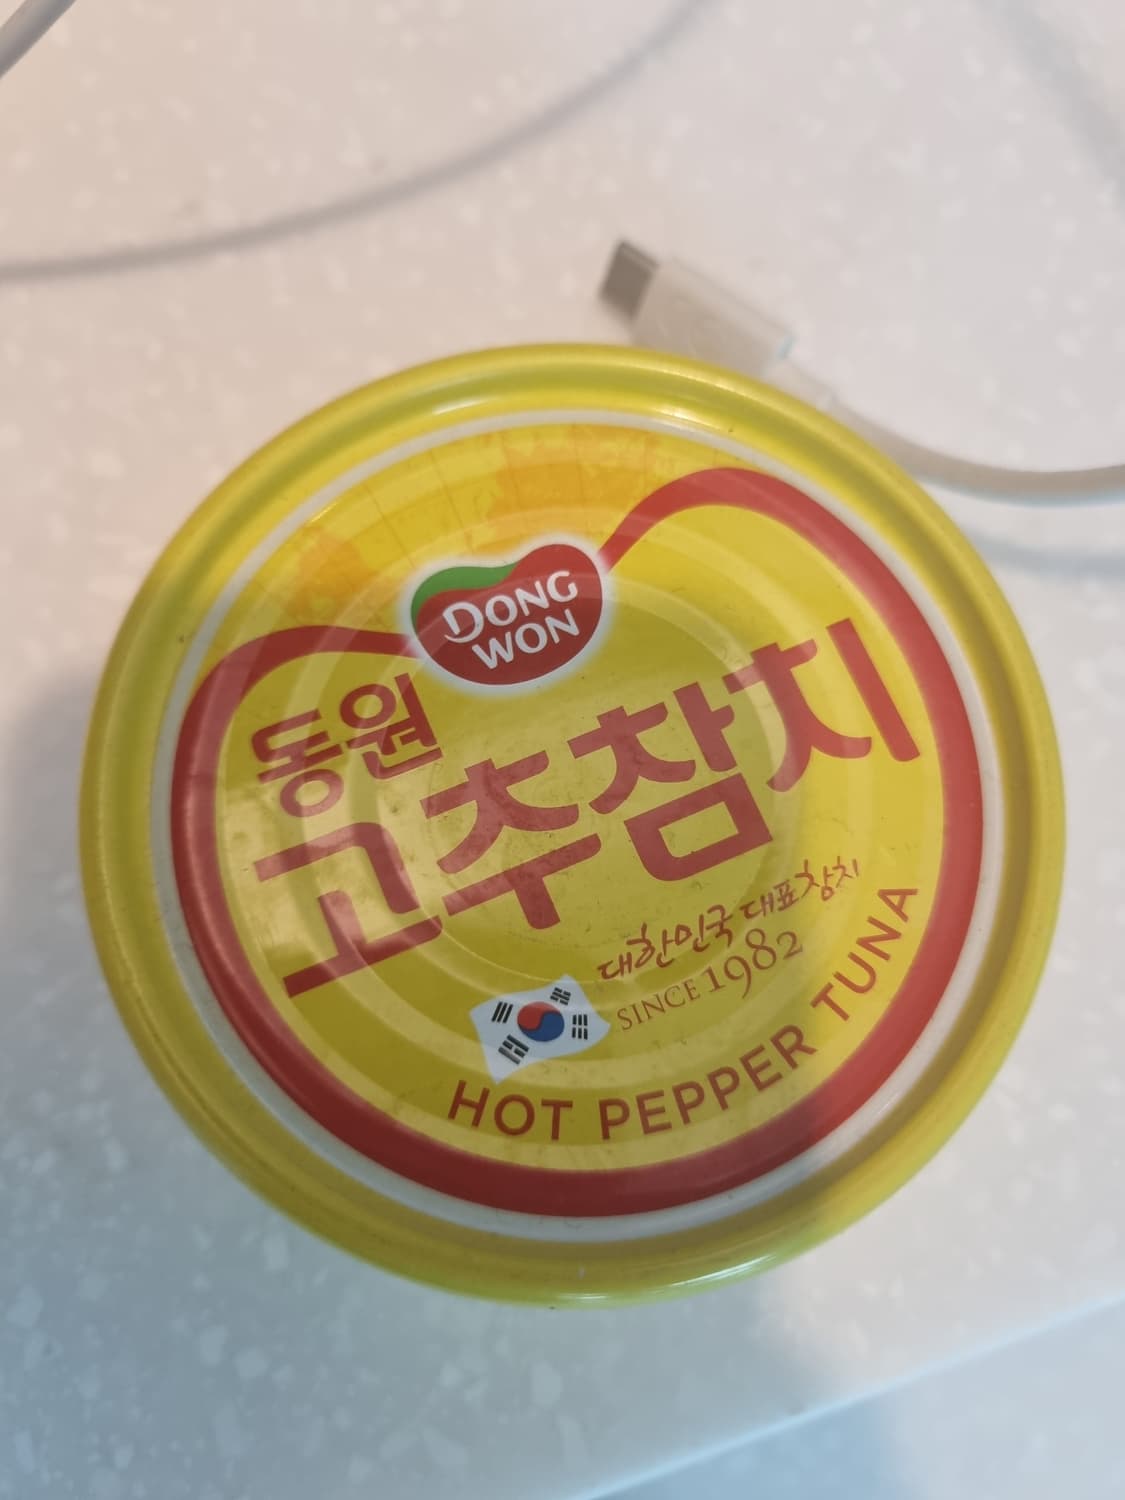 DONG
WON
동원
고추참치
대한민국 대표참치
SINCE 1982
HOT PEPPER TUNA